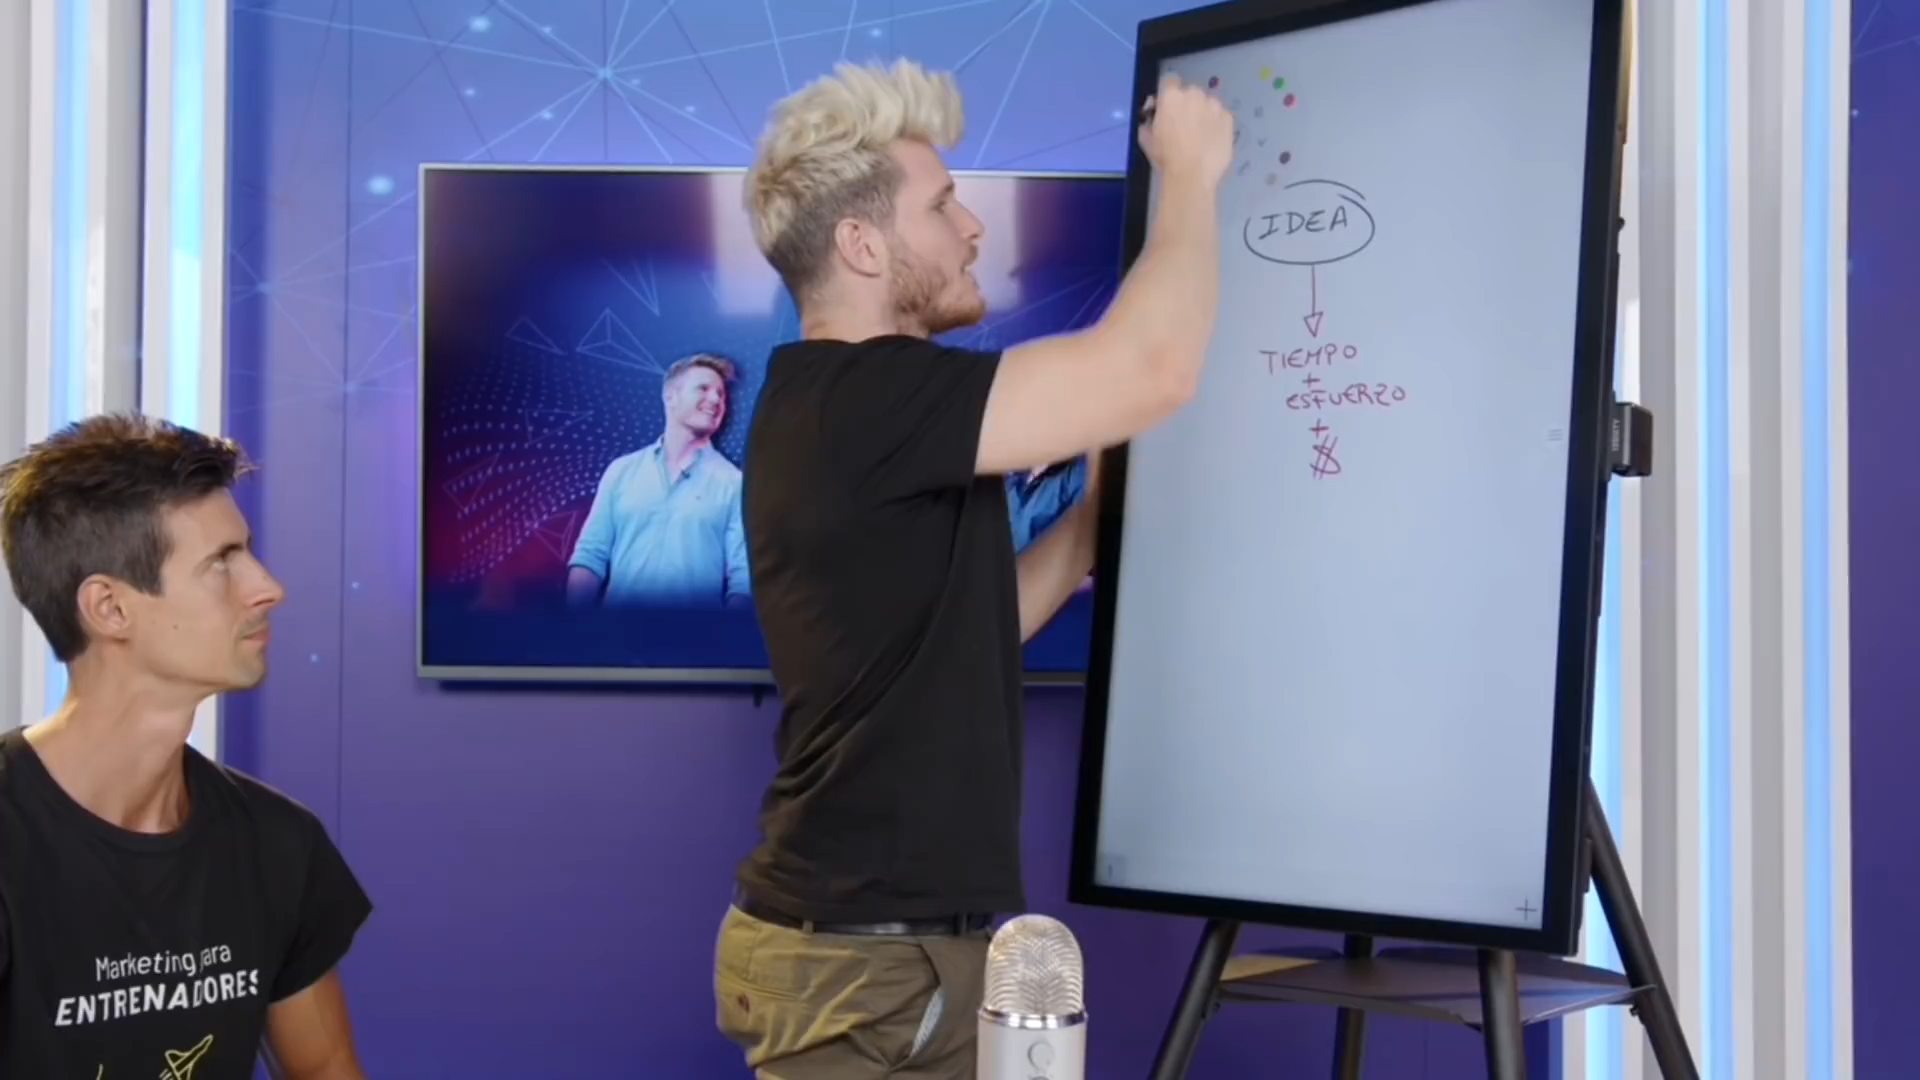 IDEA
TIEMPO
+
ESFUERZO
+
$
Marketing para
ENTRENADORES